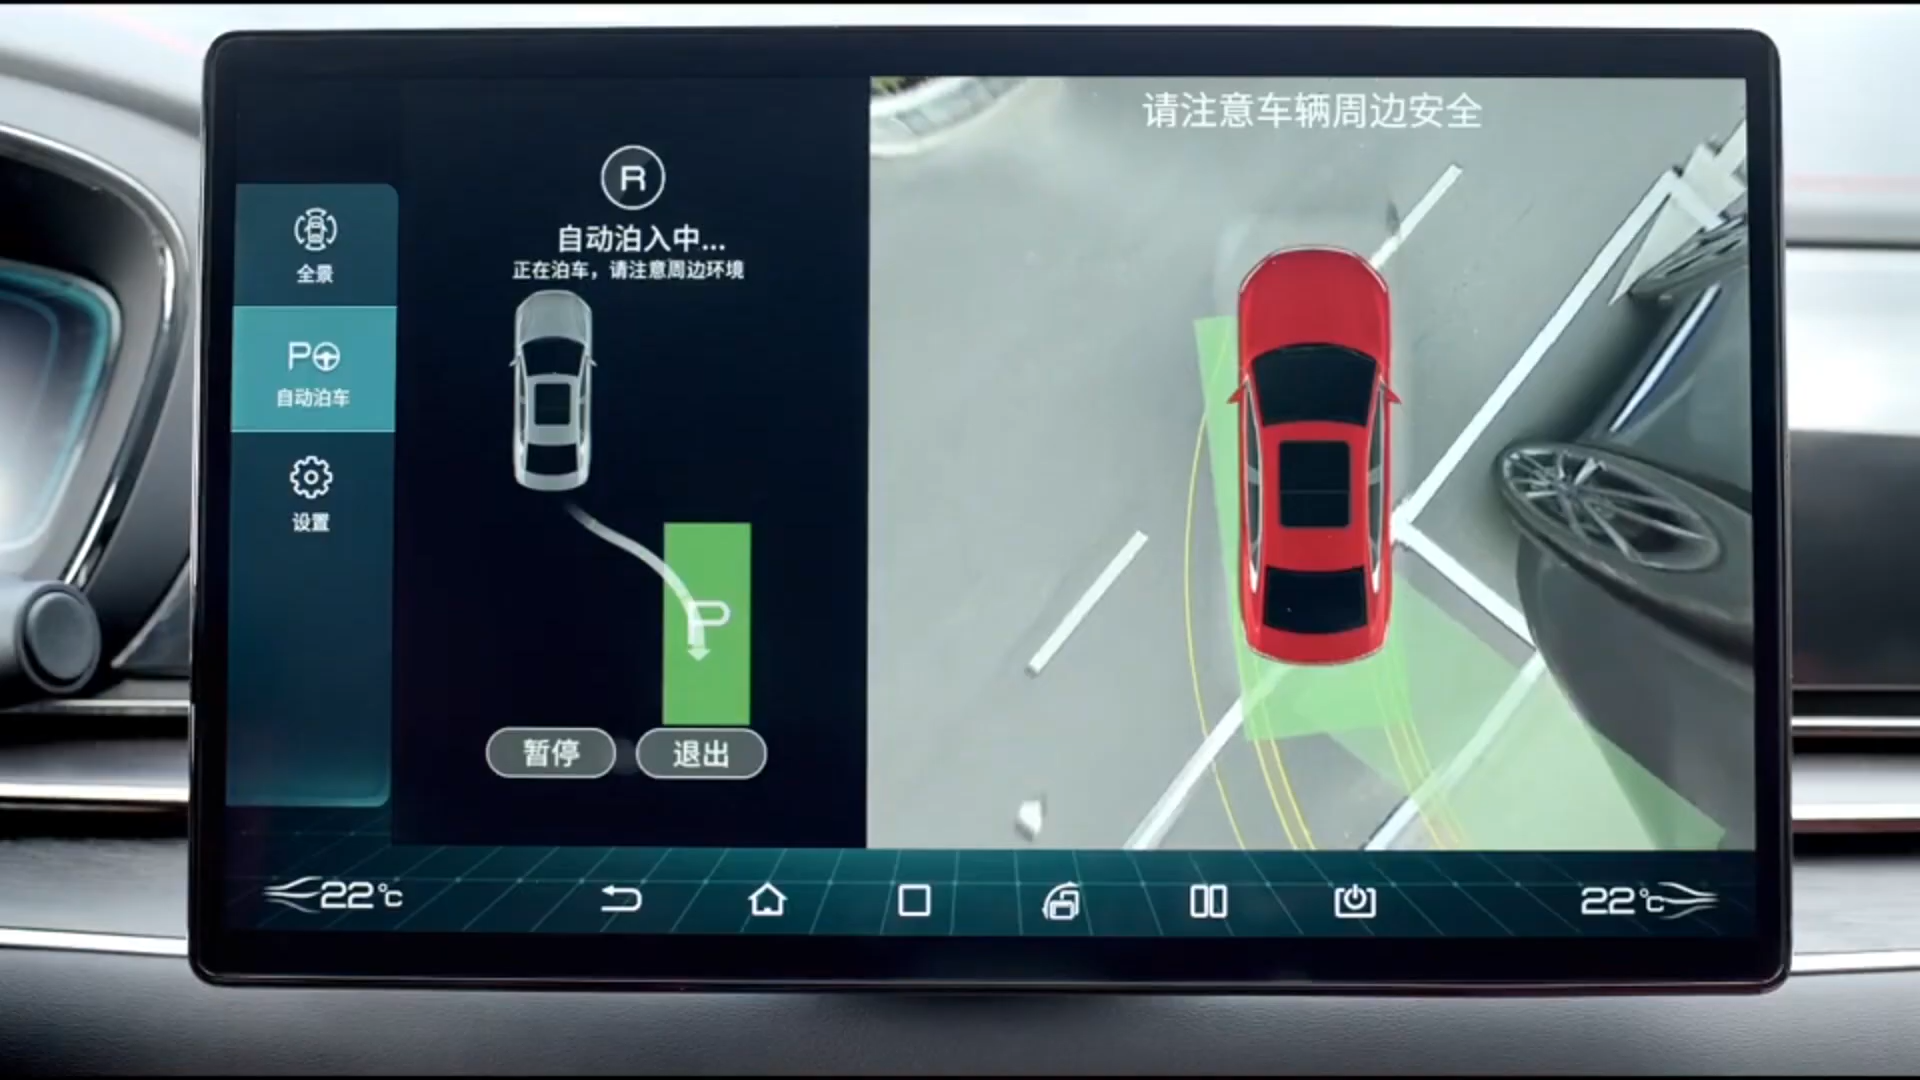 请注意车辆周边安全
R
自动泊入中...
正在泊车，请注意周边环境
全景
P
自动泊车
设置
P
暂停
退出
22°C
22°C